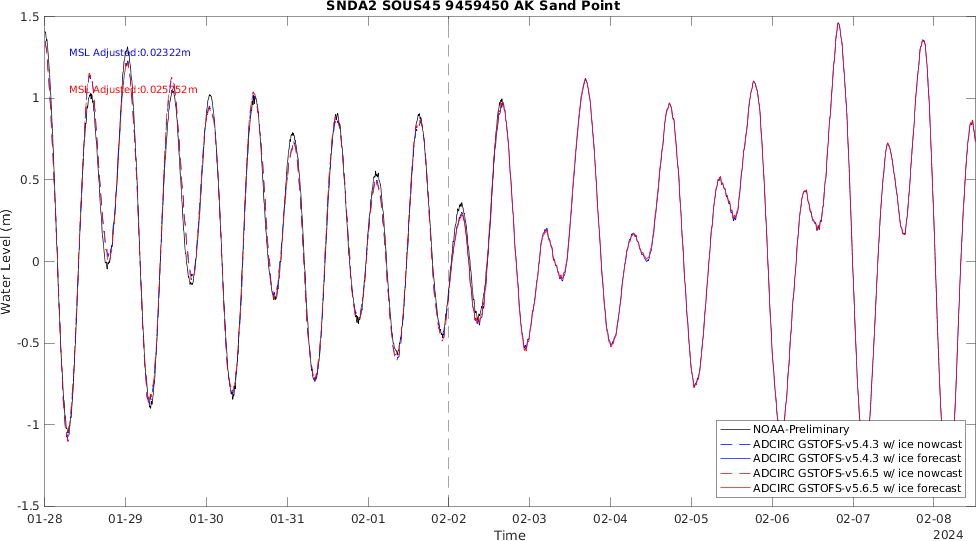 SNDA2 SOUS45 9459450 AK Sand Point
1.5
MSL Adjusted:0.02322m
1
MSL Adjusted:0.025252m
0.5
0
-0.5
-1
-1.5
Water Level (m)
NOAA-Preliminary
ADCIRC GSTOFS-v5.4.3 w/ ice nowcast
ADCIRC GSTOFS-v5.4.3 w/ ice forecast
ADCIRC GSTOFS-v5.6.5 w/ ice nowcast
ADCIRC GSTOFS-v5.6.5 w/ ice forecast
01-28 01-29 01-30 01-31 02-01 02-02 02-03 02-04 02-05 02-06 02-07 02-08
Time
2024